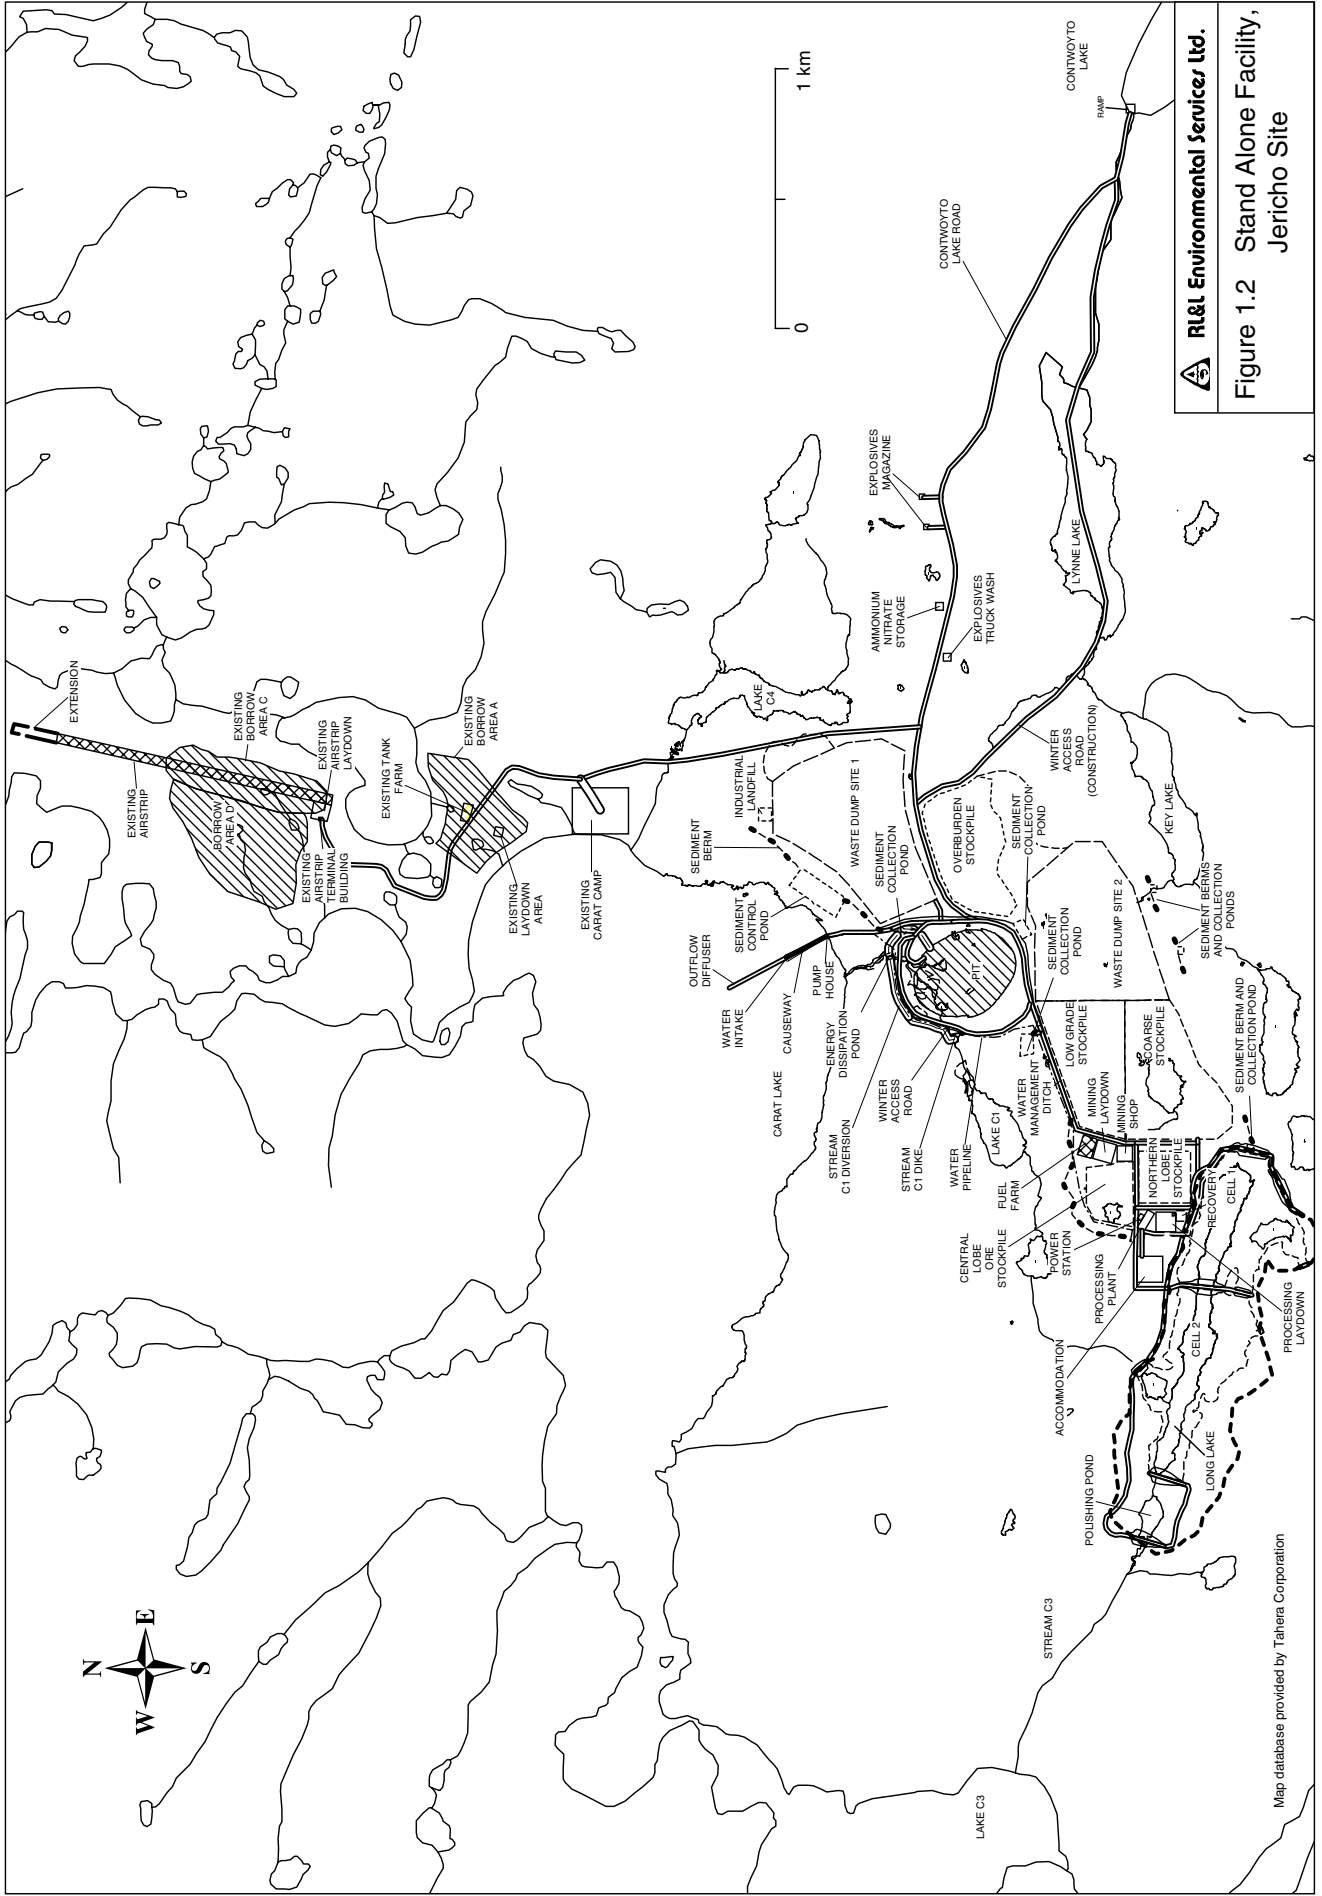 N
W
E
S
EXTENSION
EXISTING
AIRSTRIP
EXISTING
BORROW
AREA C
BORROW
AREA D
EXISTING
AIRSTRIP
LAYDOWN
EXISTING
AIRSTRIP
TERMINAL
BUILDING
EXISTING TANK
FARM
EXISTING
BORROW
AREA A
EXISTING
LAYDOWN
AREA
EXISTING
CARAT CAMP
0
1 km
CONTWOYTO
LAKE
RAMP
CONTWOYTO
LAKE ROAD
EXPLOSIVES
MAGAZINE
AMMONIUM
NITRATE
STORAGE
EXPLOSIVES
TRUCK WASH
LYNNE LAKE
LAKE
C4
INDUSTRIAL
LANDFILL
SEDIMENT
BERM
SEDIMENT
CONTROL
POND
WASTE DUMP SITE 1
SEDIMENT
COLLECTION
POND
OUTFLOW
DIFFUSER
WATER
INTAKE
CAUSEWAY
PUMP
HOUSE
ENERGY
DISSIPATION
POND
CARAT LAKE
STREAM
C1 DIVERSION
WINTER
ACCESS
ROAD
STREAM
C1 DIKE
WATER
PIPELINE
LAKE C1
WATER
MANAGEMENT
DITCH
PIT
OVERBURDEN
STOCKPILE
SEDIMENT
COLLECTION
POND
WINTER
ACCESS
ROAD
(CONSTRUCTION)
KEY LAKE
SEDIMENT
COLLECTION
POND
WASTE DUMP SITE 2
SEDIMENT BERMS
AND COLLECTION
PONDS
LOW GRADE
STOCKPILE
COARSE
STOCKPILE
SEDIMENT BERM AND
COLLECTION POND
MINING
LAYDOWN
MINING
SHOP
FUEL
FARM
NORTHERN
LOBE
STOCKPILE
CENTRAL
LOBE
ORE
STOCKPILE
POWER
STATION
RECOVERY
CELL 1
PROCESSING
PLANT
PROCESSING
LAYDOWN
ACCOMMODATION
CELL 2
POLISHING POND
LONG LAKE
STREAM C3
LAKE C3
Map database provided by Tahera Corporation
RL&L Environmental Services Ltd.
Figure 1.2 Stand Alone Facility,
Jericho Site